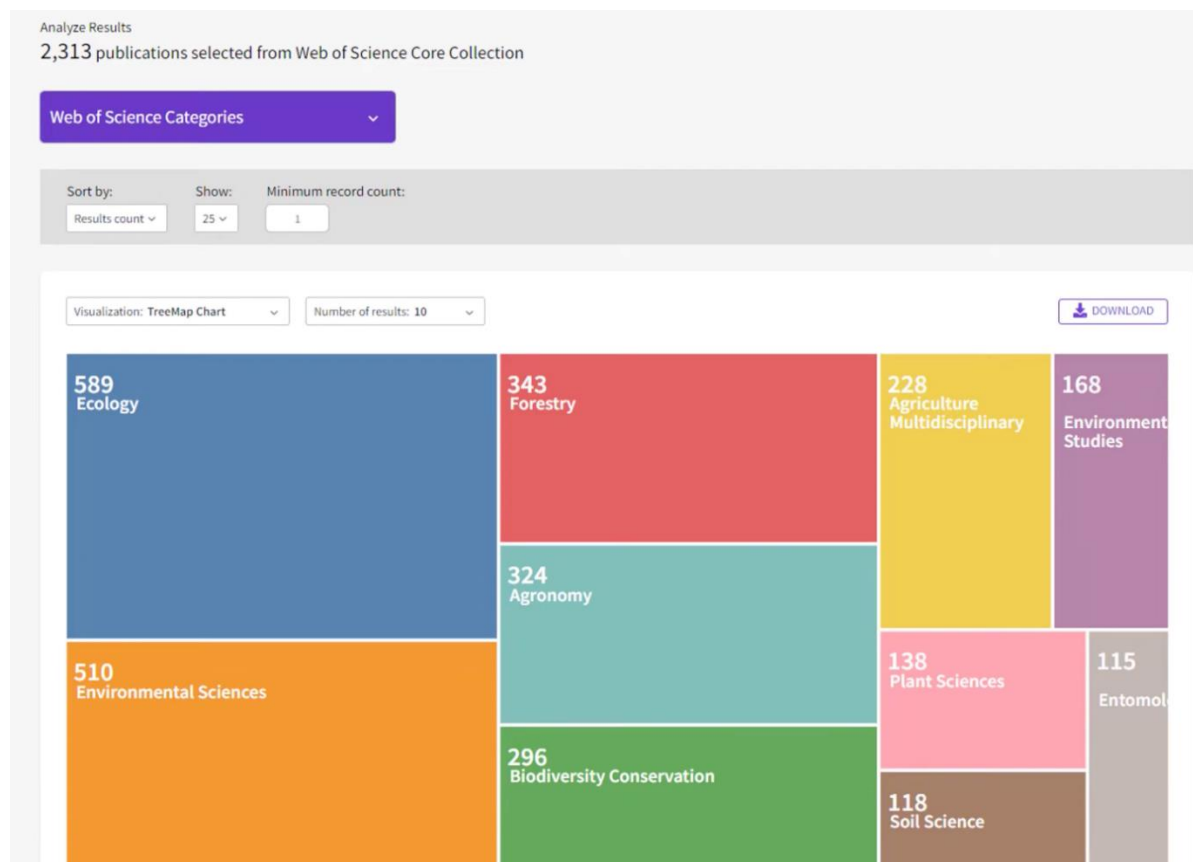 Analyze Results
2,313 publications selected from Web of Science Core Collection
Web of Science Categories
Sort by:
Show:
Minimum record count:
Results count
25
1
Visualization: TreeMap Chart
Number of results: 10
DOWNLOAD
589
Ecology
343
Forestry
228
Agriculture
Multidisciplinary
168
Environment
Studies
324
Agronomy
510
Environmental Sciences
138
Plant Sciences
115
Entomol
296
Biodiversity Conservation
118
Soil Science